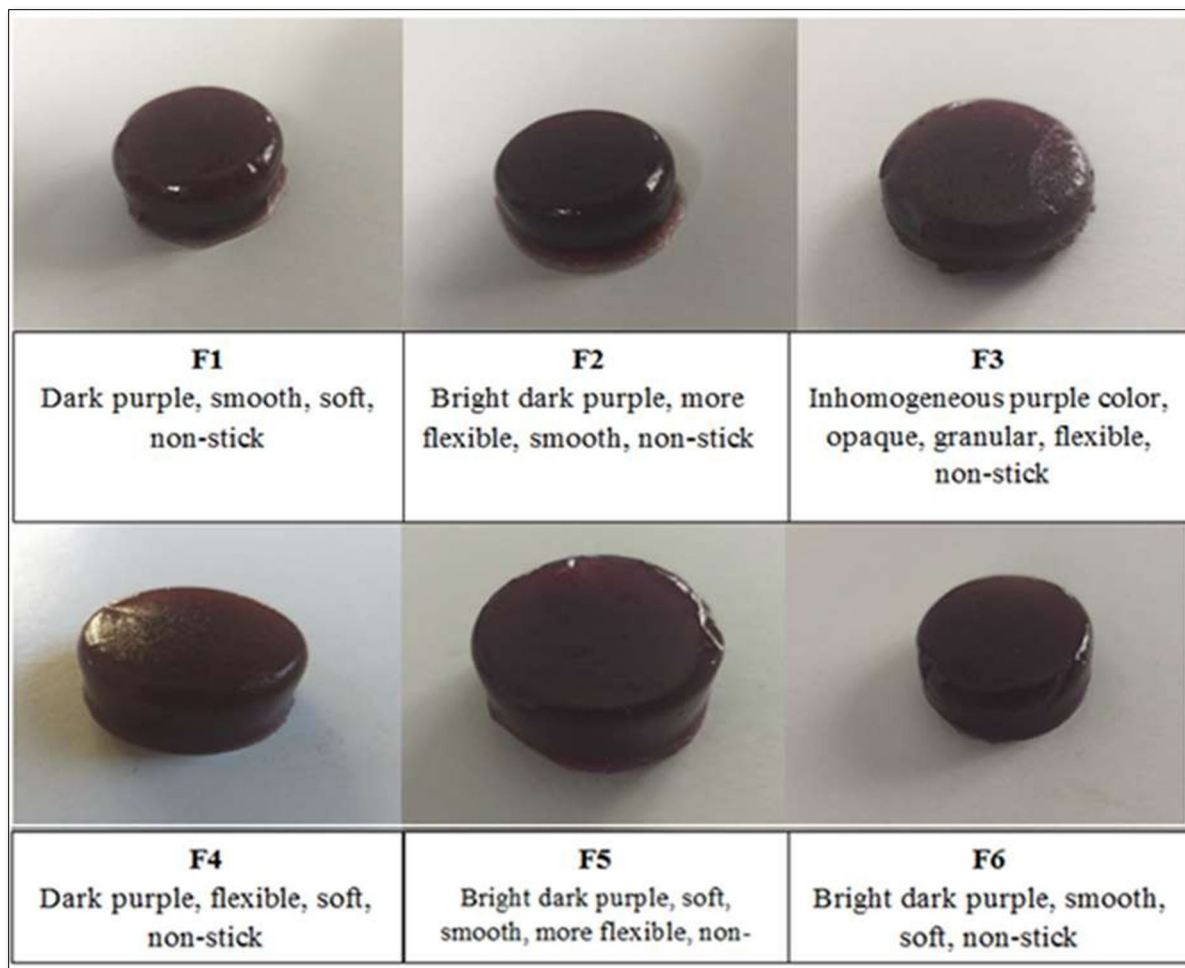 F1
Dark purple, smooth, soft,
non-stick
F2
Bright dark purple, more
flexible, smooth, non-stick
F3
Inhomogeneous purple color,
opaque, granular, flexible,
non-stick
F4
Dark purple, flexible, soft,
non-stick
F5
Bright dark purple, soft,
smooth, more flexible, non-
F6
Bright dark purple, smooth,
soft, non-stick